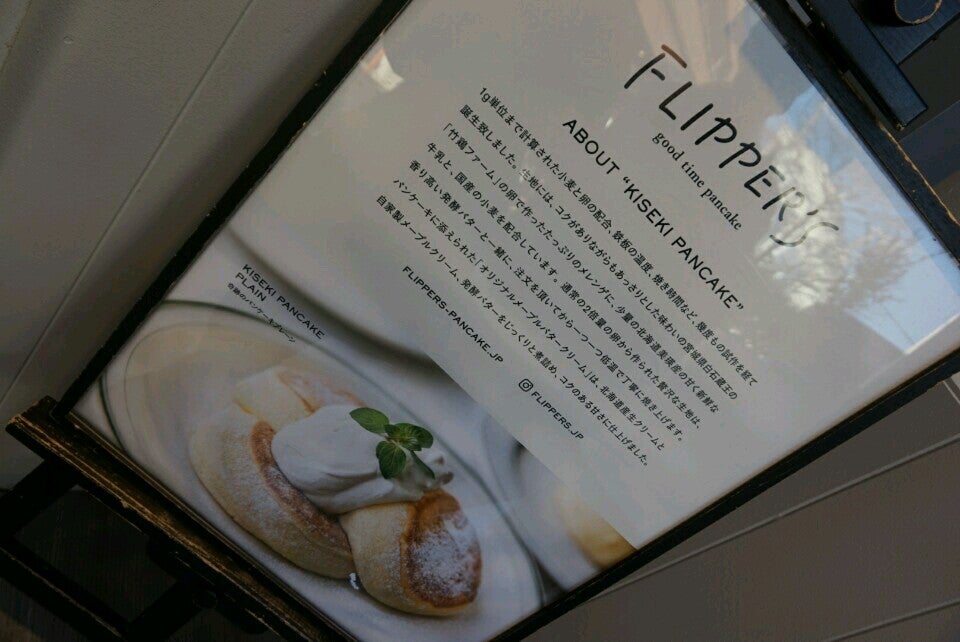 FLIPPER'S
good time pancake
ABOUT “KISEKI PANCAKE”
1g単位まで計算された小麦と卵の配合、鉄板の温度、焼き時間など、幾度もの試作を経て
誕生致しました。生地には、コクがありながらもあっさりとした味わいの宮城県白石蔵王の
「竹鶏ファーム」の卵で作ったたっぷりのメレンゲに、少量の北海道美瑛産の甘く新鮮な
牛乳と、国産の小麦を配合しています。通常の2倍量の卵から作られた贅沢な生地は、
香り高い発酵バターと一緒に、注文を頂いてから一つ一つ低温で丁寧に焼き上げます。
パンケーキに添えられた「オリジナルメープルバタークリーム」は、北海道産生クリームと
自家製メープルクリーム、発酵バターをじっくりと煮詰め、コクのある甘さに仕上げました。
FLIPPERS-PANCAKE.JP
FLIPPERS.JP
KISEKI PANCAKE
PLAIN
奇跡のパンケーキプレーン